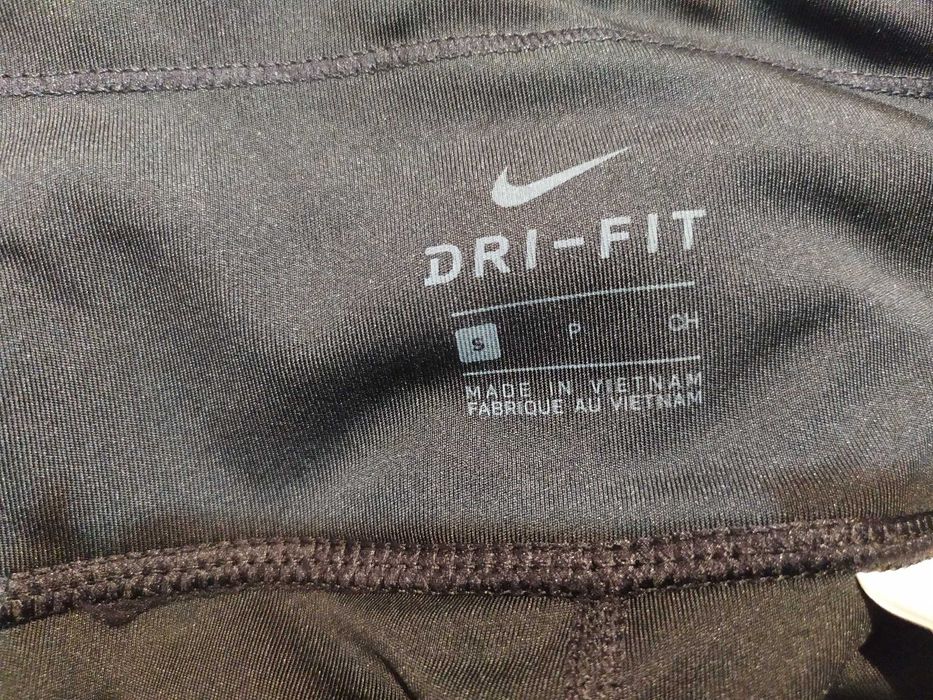 DRI-FIT
S P CH
MADE IN VIETNAM
FABRIQUE AU VIETNAM